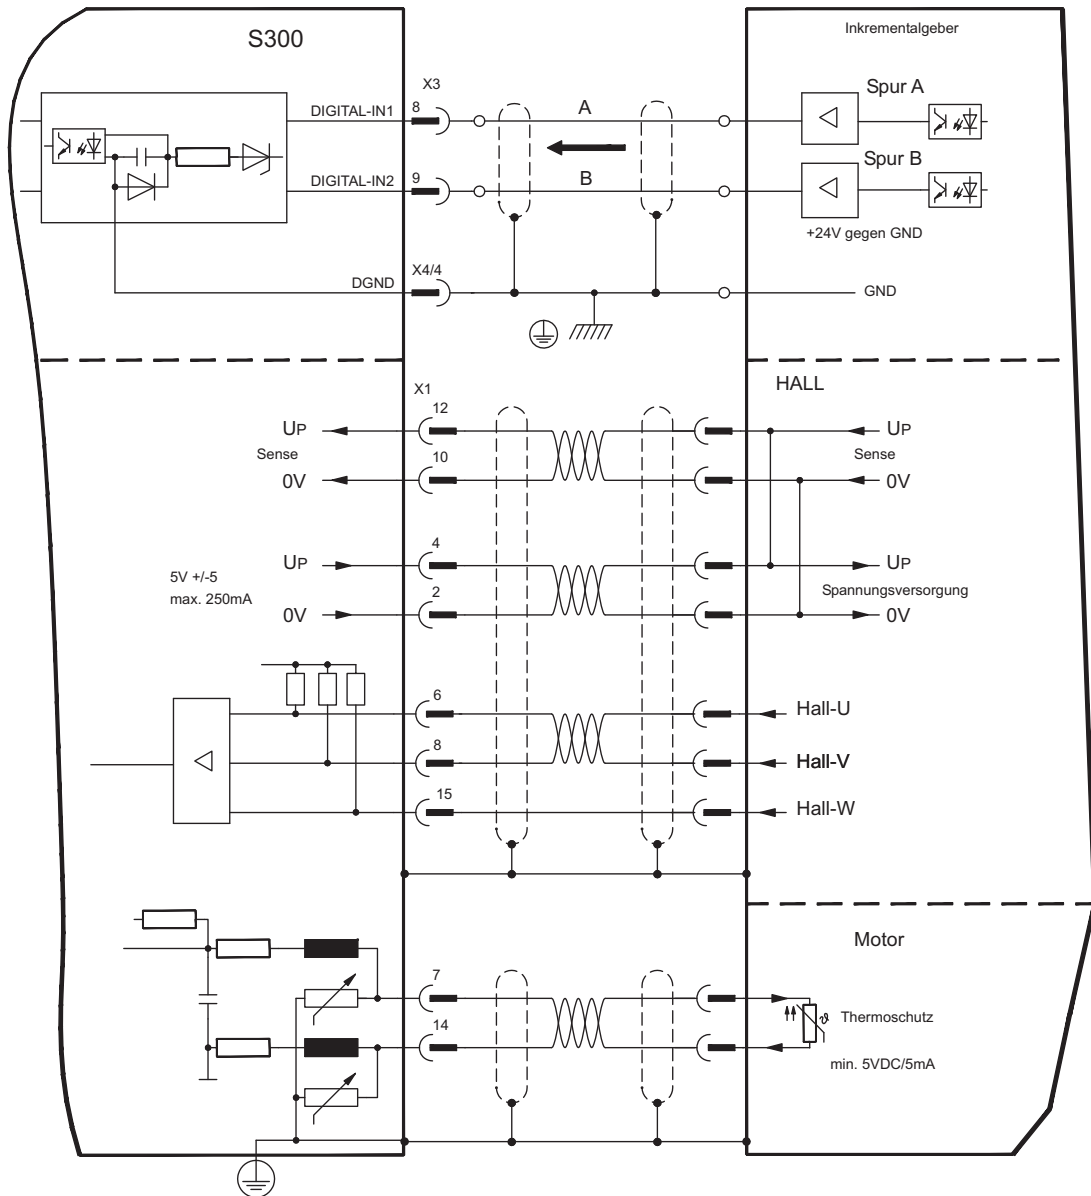 S300
Inkrementalgeber
X3
DIGITAL-IN1
8
A
Spur A
DIGITAL-IN2
9
B
Spur B
+24V gegen GND
DGND
X4/4
GND
X1
HALL
UP
12
UP
Sense
Sense
0V
10
0V
5V +/-5
max. 250mA
UP
4
UP
Spannungsversorgung
0V
2
0V
6
Hall-U
8
Hall-V
15
Hall-W
Motor
7
14
ϑ
Thermoschutz
min. 5VDC/5mA